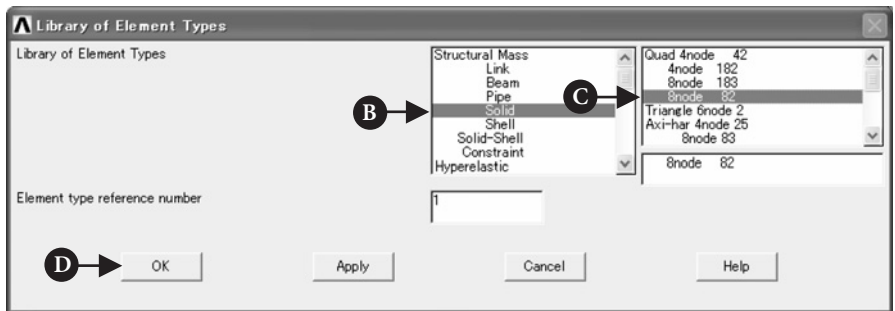 Library of Element Types
Library of Element Types
Structural Mass
Link
Beam
Pipe
Solid
Shell
Solid-Shell
Constraint
Hyperelastic
Quad 4node 42
4node 182
8node 183
8node 82
Triangle 6node 2
Axi-har 4node 25
8node 83
8node 82
B
C
Element type reference number
1
D
OK
Apply
Cancel
Help